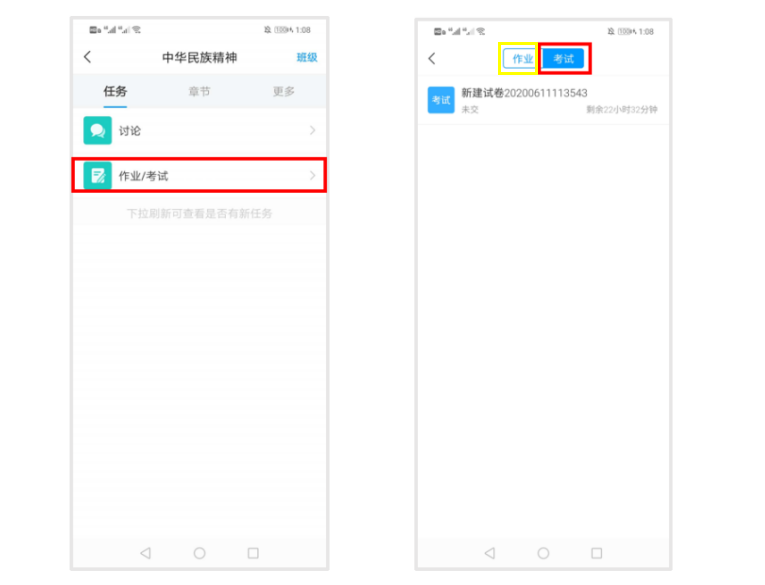 1:08
中华民族精神
班级
任务
章节
更多
讨论
作业/考试
下拉刷新可查看是否有新任务
1:08
作业
考试
考试
新建试卷20200611113543
未交
剩余22小时32分钟